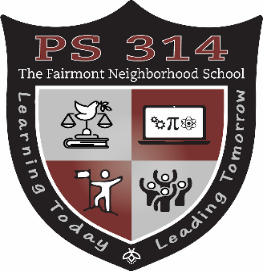 PS 314
The Fairmont Neighborhood School
π
Learning Today
Leading Tomorrow